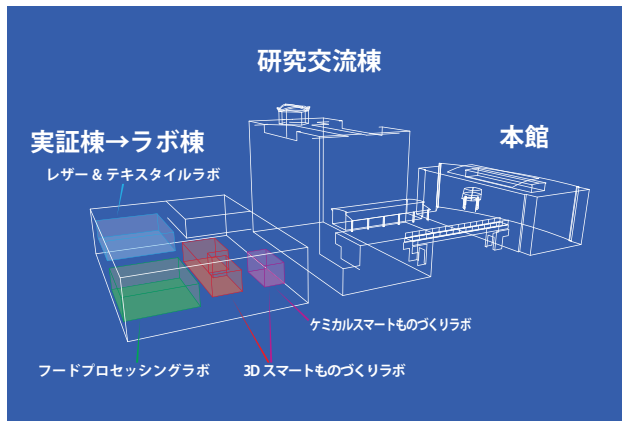 研究交流棟
本館
実証棟→ラボ棟
レザー＆テキスタイルラボ
ケミカルスマートものづくりラボ
フードプロセッシングラボ
3Dスマートものづくりラボ